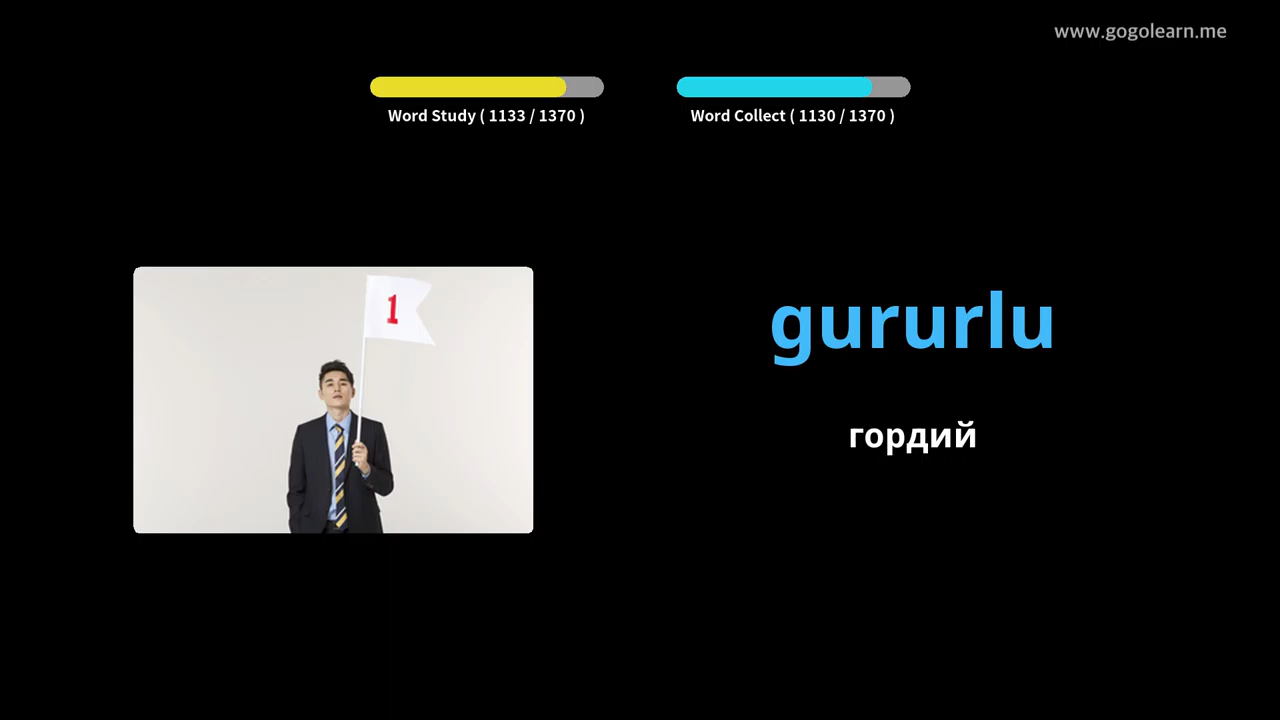 www.gogolearn.me
Word Study ( 1133 / 1370 )
Word Collect ( 1130 / 1370 )
1
gururlu
гордий